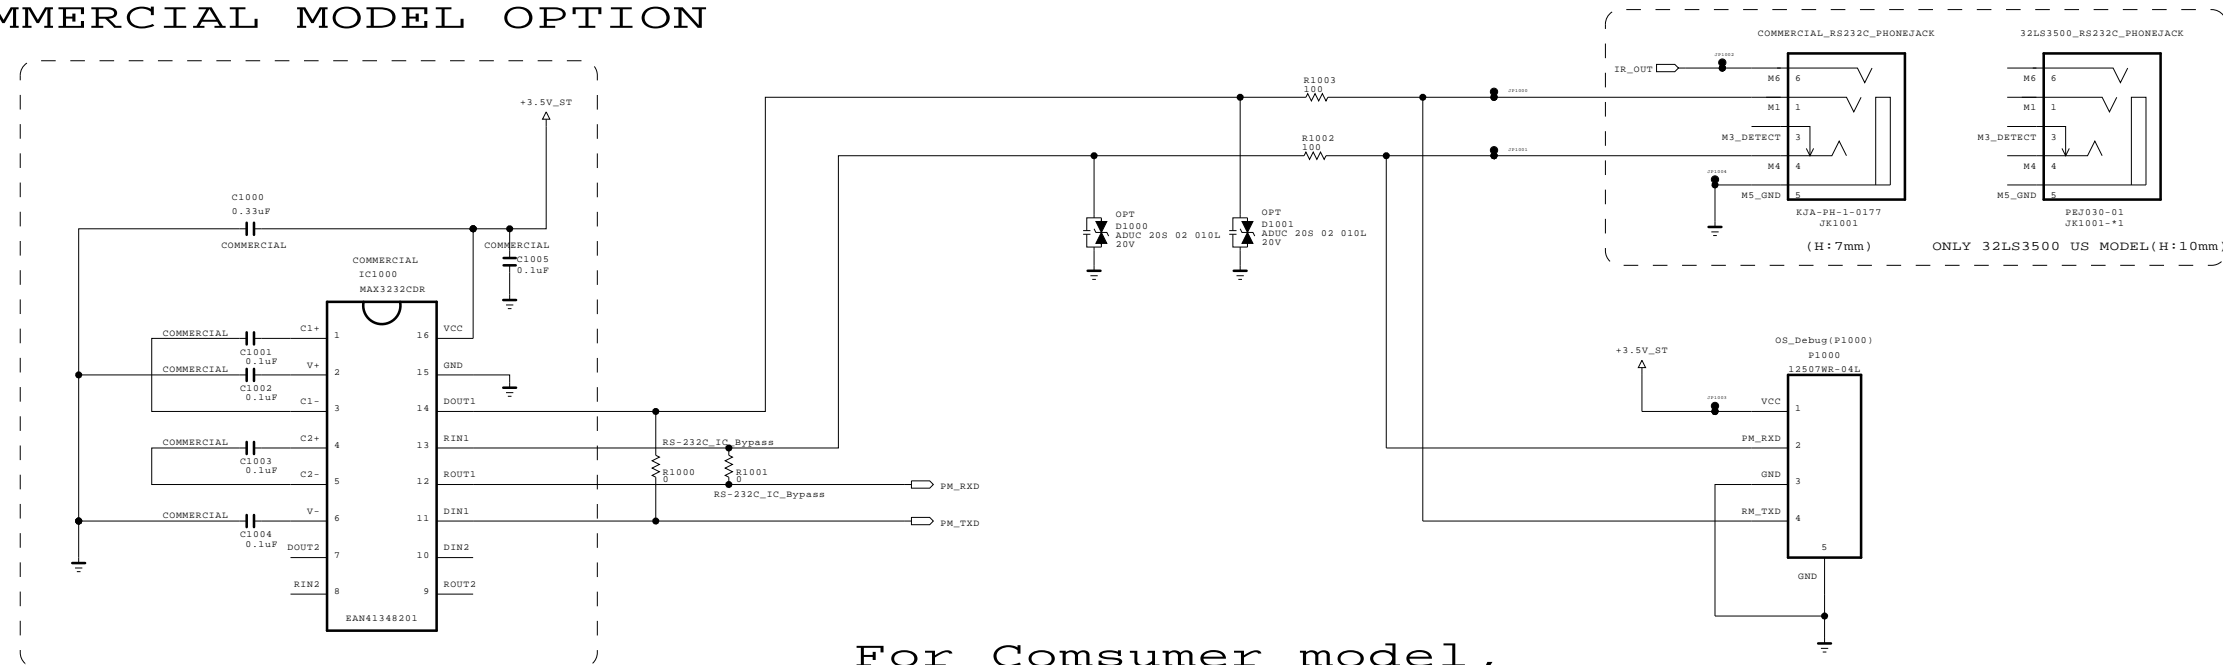 MMERCIAL MODEL OPTION
+3.5V_ST
C1000
0.33uF
COMMERCIAL
COMMERCIAL
C1005
0.1uF
COMMERCIAL
IC1000
MAX3232CDR
COMMERCIAL
C1001
0.1uF
COMMERCIAL
C1002
0.1uF
COMMERCIAL
C1003
0.1uF
COMMERCIAL
C1004
0.1uF
C1+
1
V+
2
C1-
3
C2+
4
C2-
5
V-
6
DOUT2
7
RIN2
8
16
VCC
15
GND
14
DOUT1
13
RIN1
12
ROUT1
11
DIN1
10
DIN2
9
ROUT2
EAN41348201
RS-232C_IC_Bypass
R1000
0
R1001
0
RS-232C_IC_Bypass
PM_RXD
PM_TXD
R1003
100
R1002
100
JP1000
JP1001
OPT
D1000
ADUC 20S 02 010L
20V
OPT
D1001
ADUC 20S 02 010L
20V
COMMERCIAL_RS232C_PHONEJACK
IR_OUT
JP1002
M6
6
M1
1
M3_DETECT
3
M4
4
JP1004
M5_GND
5
KJA-PH-1-0177
JK1001
(H:7mm)
32LS3500_RS232C_PHONEJACK
M6
6
M1
1
M3_DETECT
3
M4
4
M5_GND
5
PEJ030-01
JK1001-*1
ONLY 32LS3500 US MODEL(H:10mm)
+3.5V_ST
OS_Debug(P1000)
P1000
12507WR-04L
JP1003
VCC
1
PM_RXD
2
GND
3
RM_TXD
4
5
GND
For Comsumer model,